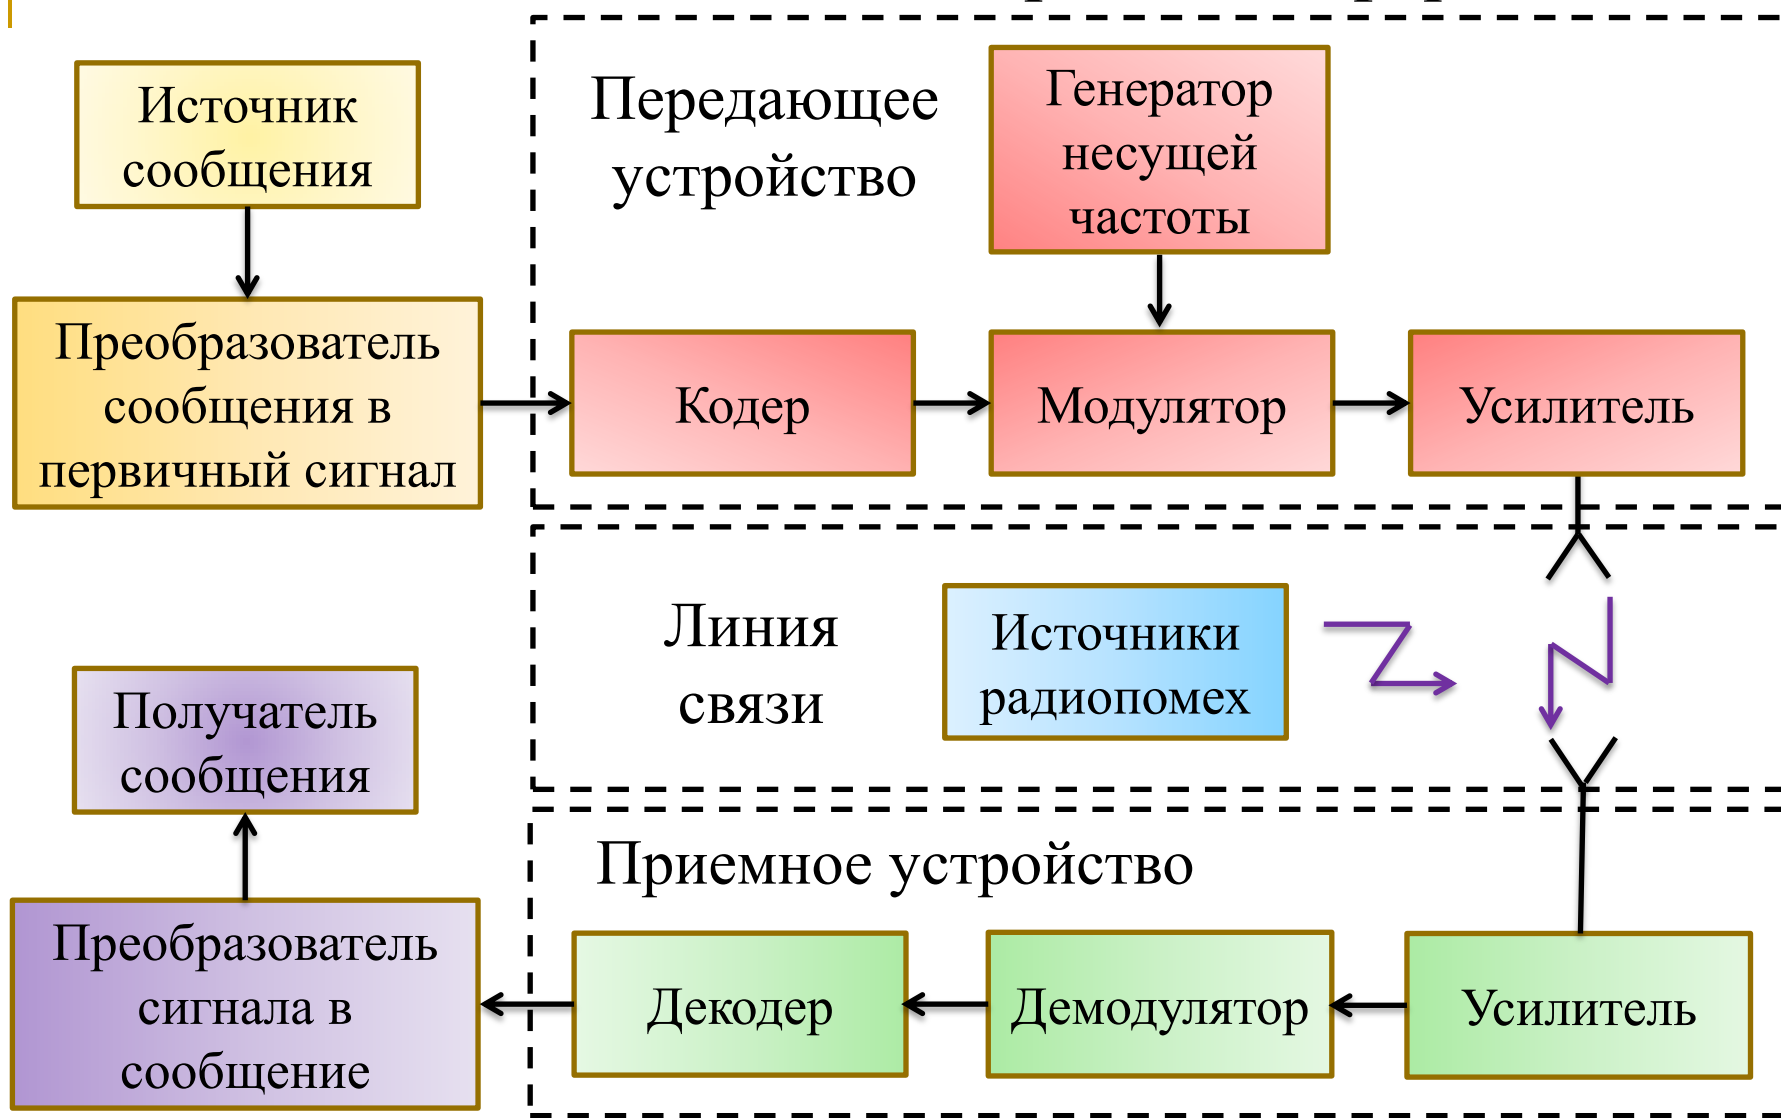 Источник
сообщения
Преобразователь
сообщения в
первичный сигнал
Передающее
устройство
Генератор
несущей
частоты
Кодер
Модулятор
Усилитель
Линия
связи
Источники
радиопомех
Приемное устройство
Усилитель
Демодулятор
Декодер
Преобразователь
сигнала в
сообщение
Получатель
сообщения